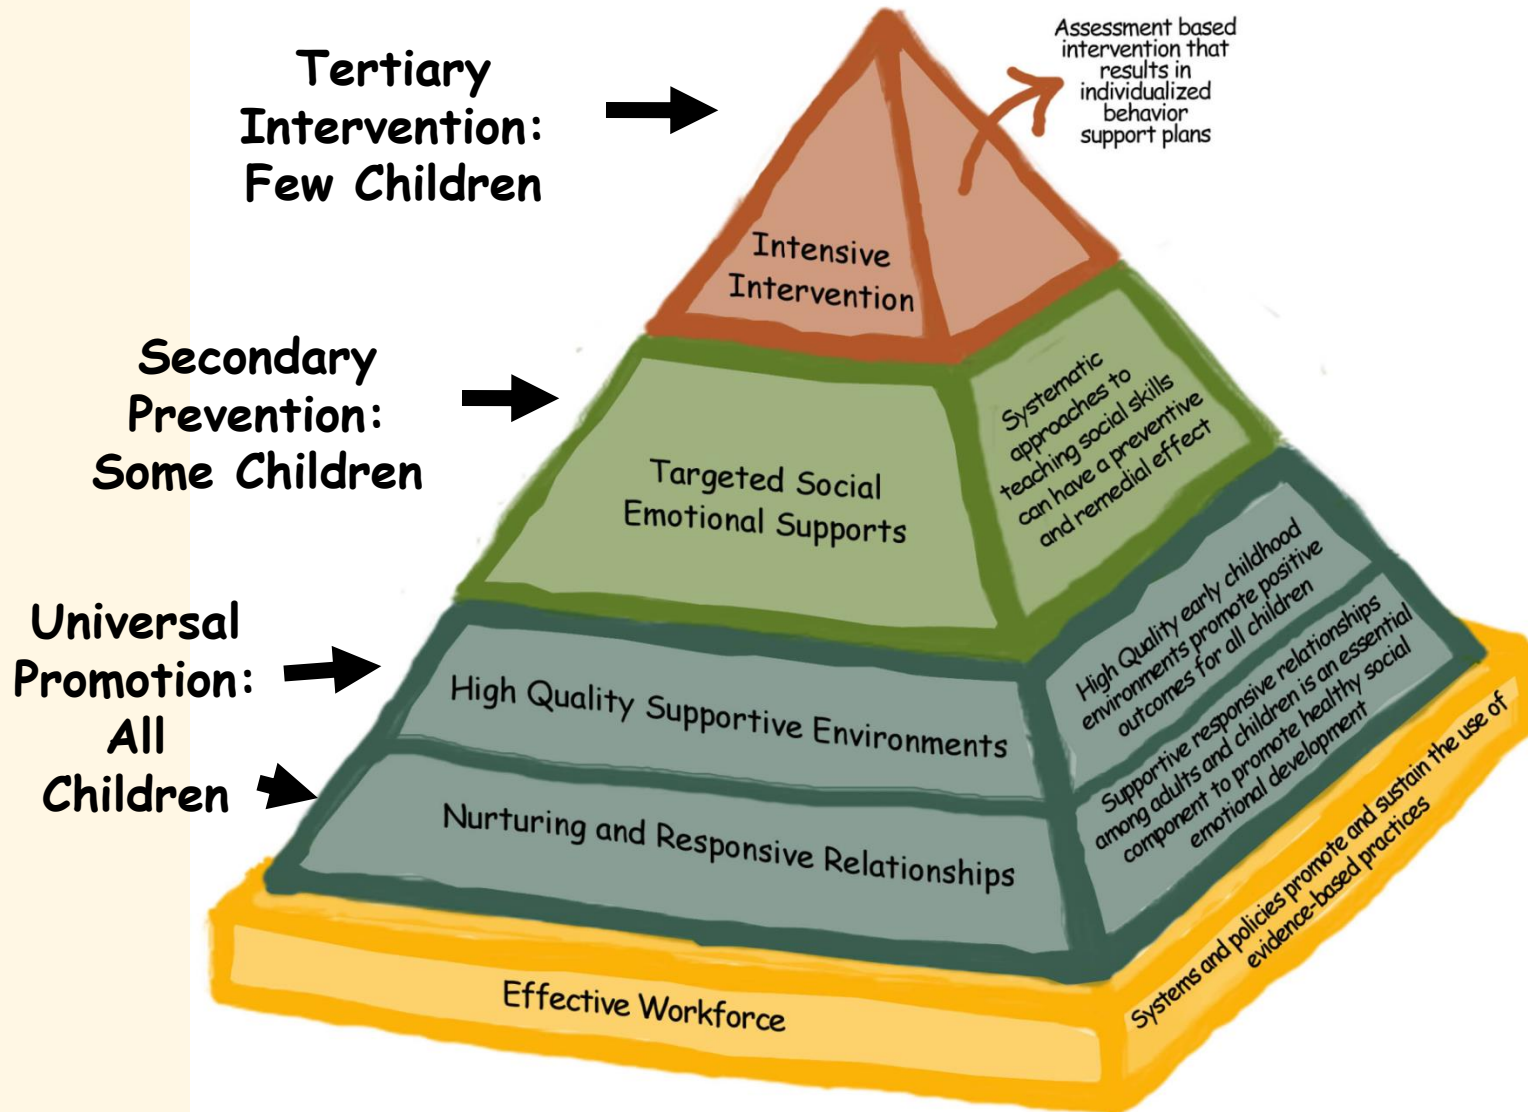 Tertiary
Intervention:
Few Children
Assessment based
intervention that
results in
individualized
behavior
support plans
Intensive
Intervention
Secondary
Prevention:
Some Children
Targeted Social
Emotional Supports
Systematic
approaches to
teaching social skills
can have a preventive
and remedial effect
Universal
Promotion:
All
Children
High Quality Supportive Environments
High Quality early childhood
environments promote positive
outcomes for all children
Nurturing and Responsive Relationships
Supportive responsive relationships
among adults and children is an essential
component to promote healthy social
emotional development
Effective Workforce
Systems and policies promote and sustain the use of
evidence-based practices